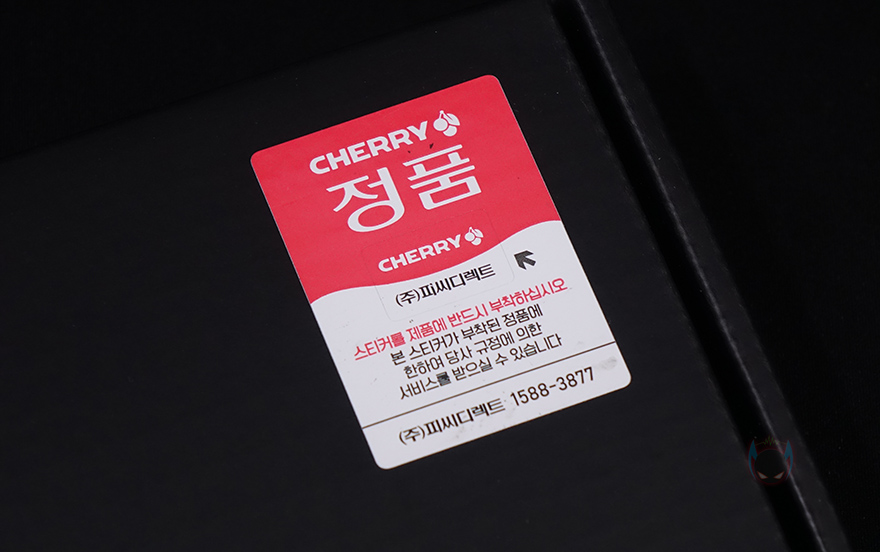 CHERRY
정품
CHERRY
(주)피씨디렉트
스티커를 제품에 반드시 부착하십시오
본 스티커가 부착된 정품에
한하여 당사 규정에 의한
서비스를 받으실 수 있습니다
(주)피씨디렉트 1588-3877